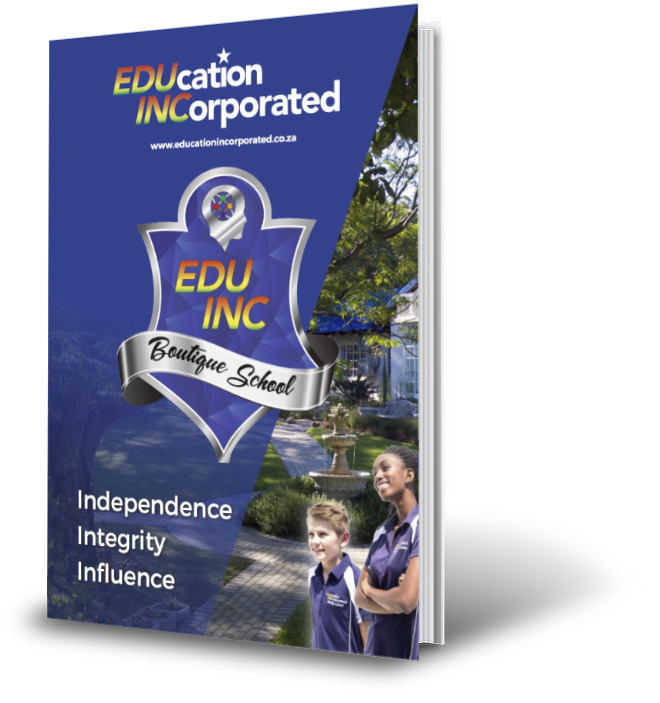 EDUcation
INCorporated
www.educationincorporated.co.za
EDU
INC
Boutique School
Independence
Integrity
Influence